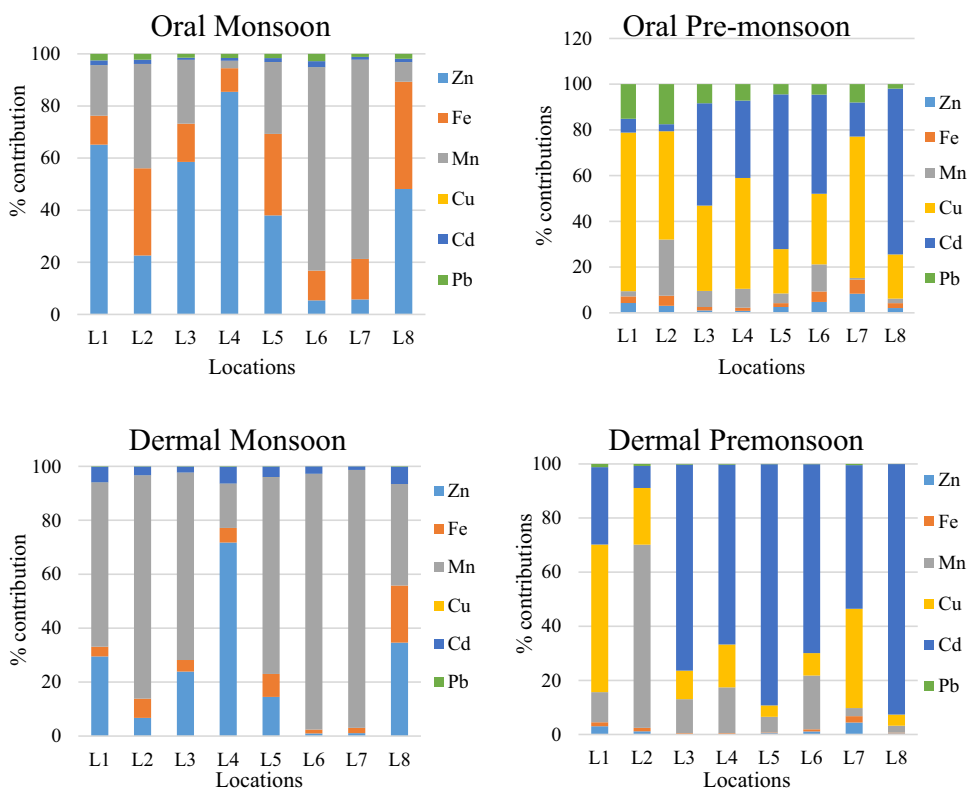 Oral Monsoon
% contribution
100
80
60
40
20
0
L1 L2 L3 L4 L5 L6 L7 L8
Locations
Zn
Fe
Mn
Cu
Cd
Pb
Oral Pre-monsoon
% contributions
120
100
80
60
40
20
0
L1 L2 L3 L4 L5 L6 L7 L8
Locations
Zn
Fe
Mn
Cu
Cd
Pb
Dermal Monsoon
% contribution
100
80
60
40
20
0
L1 L2 L3 L4 L5 L6 L7 L8
Locations
Zn
Fe
Mn
Cu
Cd
Pb
Dermal Premonsoon
% contributions
100
80
60
40
20
0
L1 L2 L3 L4 L5 L6 L7 L8
Locations
Zn
Fe
Mn
Cu
Cd
Pb